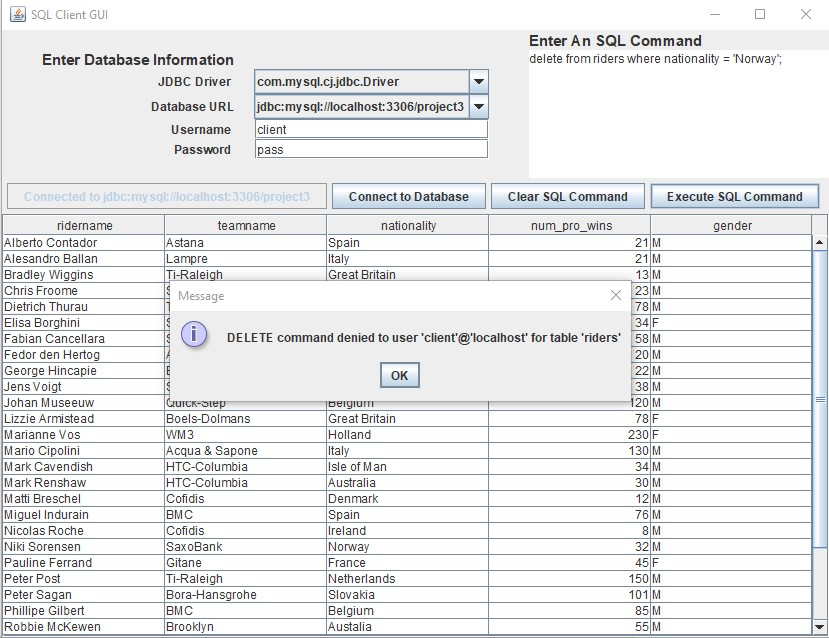 SQL Client GUI
Enter Database Information
JDBC Driver com.mysql.cj.jdbc.Driver
Database URL jdbc:mysql://localhost:3306/project3
Username client
Password pass
Enter An SQL Command
delete from riders where nationality = 'Norway';
Connected to jdbc:mysql://localhost:3306/project3 Connect to Database Clear SQL Command Execute SQL Command
ridername teamname nationality num_pro_wins gender
Alberto Contador Astana Spain 21 M
Alesandro Ballan Lampre Italy 21 M
Bradley Wiggins Ti-Raleigh Great Britain 13 M
Chris Froome 23 M
Dietrich Thurau 78 M
Elisa Borghini 34 F
Fabian Cancellara 58 M
Fedor den Hertog 20 M
George Hincapie 22 M
Jens Voigt 38 M
Message
DELETE command denied to user 'client'@'localhost' for table 'riders'
OK
Johan Museeuw Quick-Step Belgium 120 M
Lizzie Armistead Boels-Dolmans Great Britain 78 F
Marianne Vos WM3 Holland 230 F
Mario Cipolini Acqua & Sapone Italy 130 M
Mark Cavendish HTC-Columbia Isle of Man 34 M
Mark Renshaw HTC-Columbia Australia 30 M
Matti Breschel Cofidis Denmark 12 M
Miguel Indurain BMC Spain 76 M
Nicolas Roche Cofidis Ireland 8 M
Niki Sorensen SaxoBank Norway 32 M
Pauline Ferrand Gitane France 45 F
Peter Post Ti-Raleigh Netherlands 150 M
Peter Sagan Bora-Hansgrohe Slovakia 101 M
Phillipe Gilbert BMC Belgium 85 M
Robbie McKewen Brooklyn Austalia 55 M